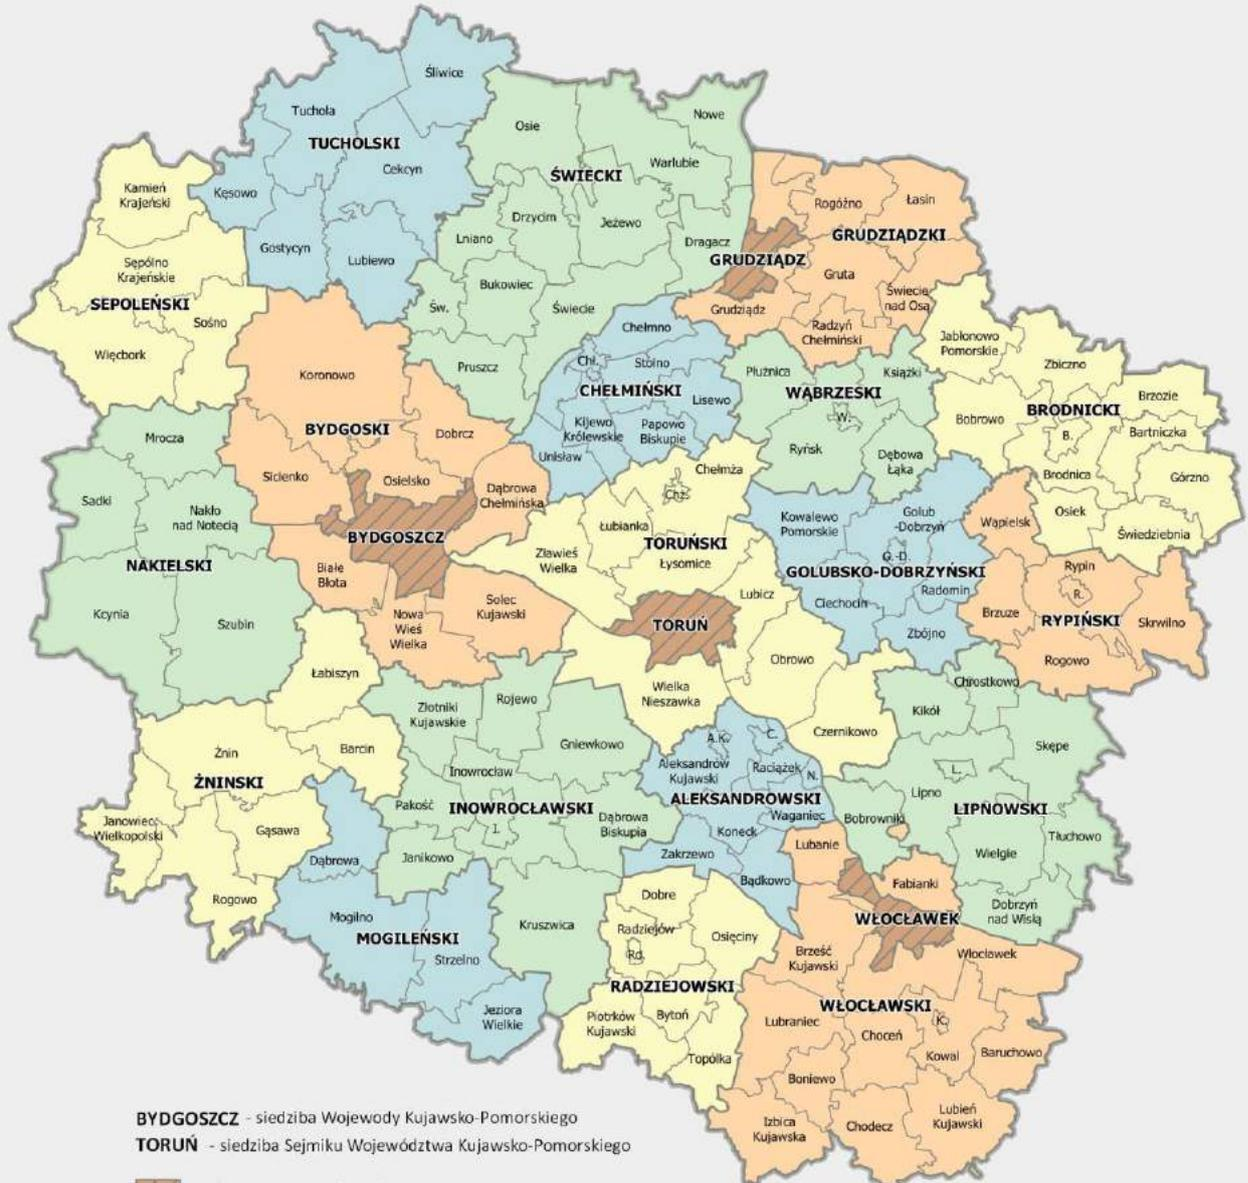 Śliwice
Tuchola
TUCHOLSKI
Cekcyn
Kęsowo
Gostycyn
Lubiewo
Osie
Nowe
Warlubie
ŚWIECKI
Drzycim
Jeżewo
Lniano
Dragacz
Bukowiec
Św.
Świecie
Pruszcz
Kamień
Krajeński
Sępólno
Krajeńskie
SEPOLEŃSKI
Sośno
Więcbork
Rogóźno
Łasin
GRUDZIĄDZKI
GRUDZIĄDZ
Gruta
Świecie
nad Osą
Grudziądz
Radzyń
Chełmiński
Chełmno
Chł.
Stolno
CHEŁMIŃSKI
Lisewo
Kijewo
Królewskie
Papowo
Biskupie
Unisław
Płużnica
Książki
WĄBRZESKI
W.
Ryńsk
Dębowa
Łąka
Jabłonowo
Pomorskie
Zbiczno
Brzozie
BRODNICKI
Bobrowo
B.
Bartniczka
Brodnica
Górzno
Osiek
Świedziebnia
Koronowo
BYDGOSKI
Dobrcz
Sicienko
Osielsko
Dąbrowa
Chełmińska
BYDGOSZCZ
Białe
Błota
Nowa
Wieś
Wielka
Solec
Kujawski
Mrocza
Sadki
Nakło
nad Notecią
NAKIELSKI
Kcynia
Szubin
Chełmża
Chż.
Łubianka
TORUŃSKI
Zławieś
Wielka
Łysomice
Lubicz
TORUŃ
Obrowo
Wielka
Nieszawka
Czernikowo
Kowalewo
Pomorskie
Golub
-Dobrzyń
G.-D.
GOLUBSKO-DOBRZYŃSKI
Radomin
Ciechocin
Zbójno
Wąpielsk
Rypin
R.
Brzuze
RYPIŃSKI
Skrwilno
Rogowo
Łabiszyn
Żnin
Barcin
ŻNINSKI
Janowiec
Wielkopolski
Gąsawa
Rogowo
Złotniki
Kujawskie
Rojewo
Gniewkowo
Inowrocław
Pakość
INOWROCŁAWSKI
I.
Dąbrowa
Biskupia
Janikowo
Kruszwica
A.K.
C.
Aleksandrów
Kujawski
Raciążek
N.
ALEKSANDROWSKI
Waganiec
Koneck
Zakrzewo
Bądkowo
Chrostkowo
Kikół
Skępe
L.
Lipno
LIPNOWSKI
Bobrowniki
Tłuchowo
Wielgie
Dobrzyń
nad Wisłą
Dąbrowa
Mogilno
MOGILEŃSKI
Strzelno
Jeziora
Wielkie
Dobre
Radziejów
Rd.
Osięciny
RADZIEJOWSKI
Piotrków
Kujawski
Bytoń
Topólka
Lubanie
Fabianki
WŁOCŁAWEK
Brześć
Kujawski
Włocławek
WŁOCŁAWSKI
Lubraniec
Choceń
K.
Kowal
Baruchowo
Boniewo
Izbica
Kujawska
Chodecz
Lubień
Kujawski
BYDGOSZCZ - siedziba Wojewody Kujawsko-Pomorskiego
TORUŃ - siedziba Sejmiku Województwa Kujawsko-Pomorskiego